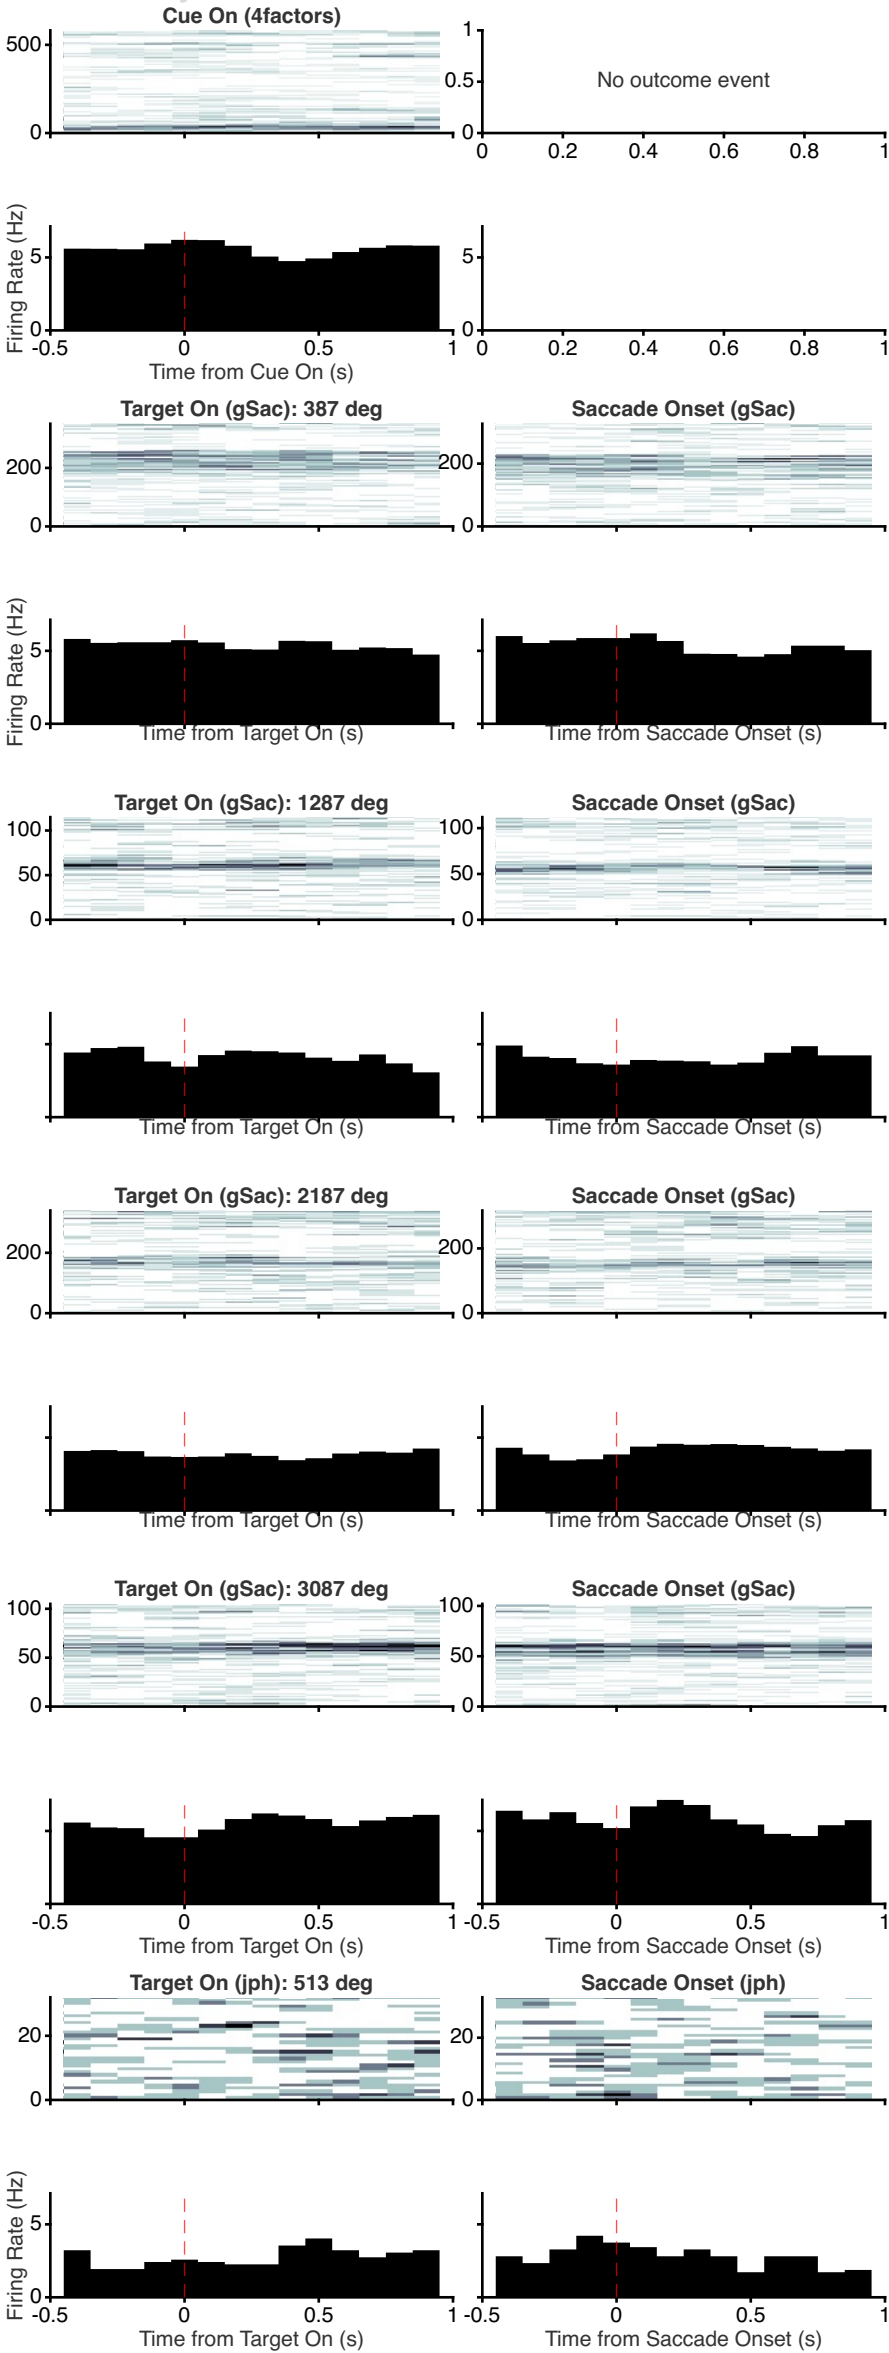 Cue On (4factors)
500
0
1
0.5
0
No outcome event
0 0.2 0.4 0.6 0.8 1
Firing Rate (Hz)
5
0
-0.5 0 0.5 1
Time from Cue On (s)
5
0
0 0.2 0.4 0.6 0.8 1
Target On (gSac): 387 deg
Saccade Onset (gSac)
200
0
200
0
Firing Rate (Hz)
5
0
Time from Target On (s)
Time from Saccade Onset (s)
Target On (gSac): 1287 deg
Saccade Onset (gSac)
100
50
0
100
50
0
Time from Target On (s)
Time from Saccade Onset (s)
Target On (gSac): 2187 deg
Saccade Onset (gSac)
200
0
200
0
Time from Target On (s)
Time from Saccade Onset (s)
Target On (gSac): 3087 deg
Saccade Onset (gSac)
100
50
0
100
50
0
-0.5 0 0.5 1
Time from Target On (s)
-0.5 0 0.5 1
Time from Saccade Onset (s)
Target On (jph): 513 deg
Saccade Onset (jph)
20
0
20
0
Firing Rate (Hz)
5
0
-0.5 0 0.5 1
Time from Target On (s)
-0.5 0 0.5 1
Time from Saccade Onset (s)